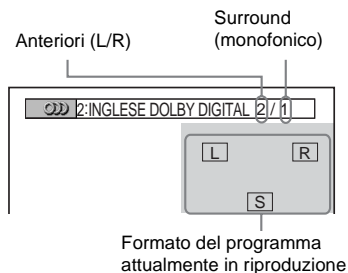 Surround
(monofonico)
Anteriori (L/R)
2:INGLESE DOLBY DIGITAL 2 / 1
L R
S
Formato del programma
attualmente in riproduzione